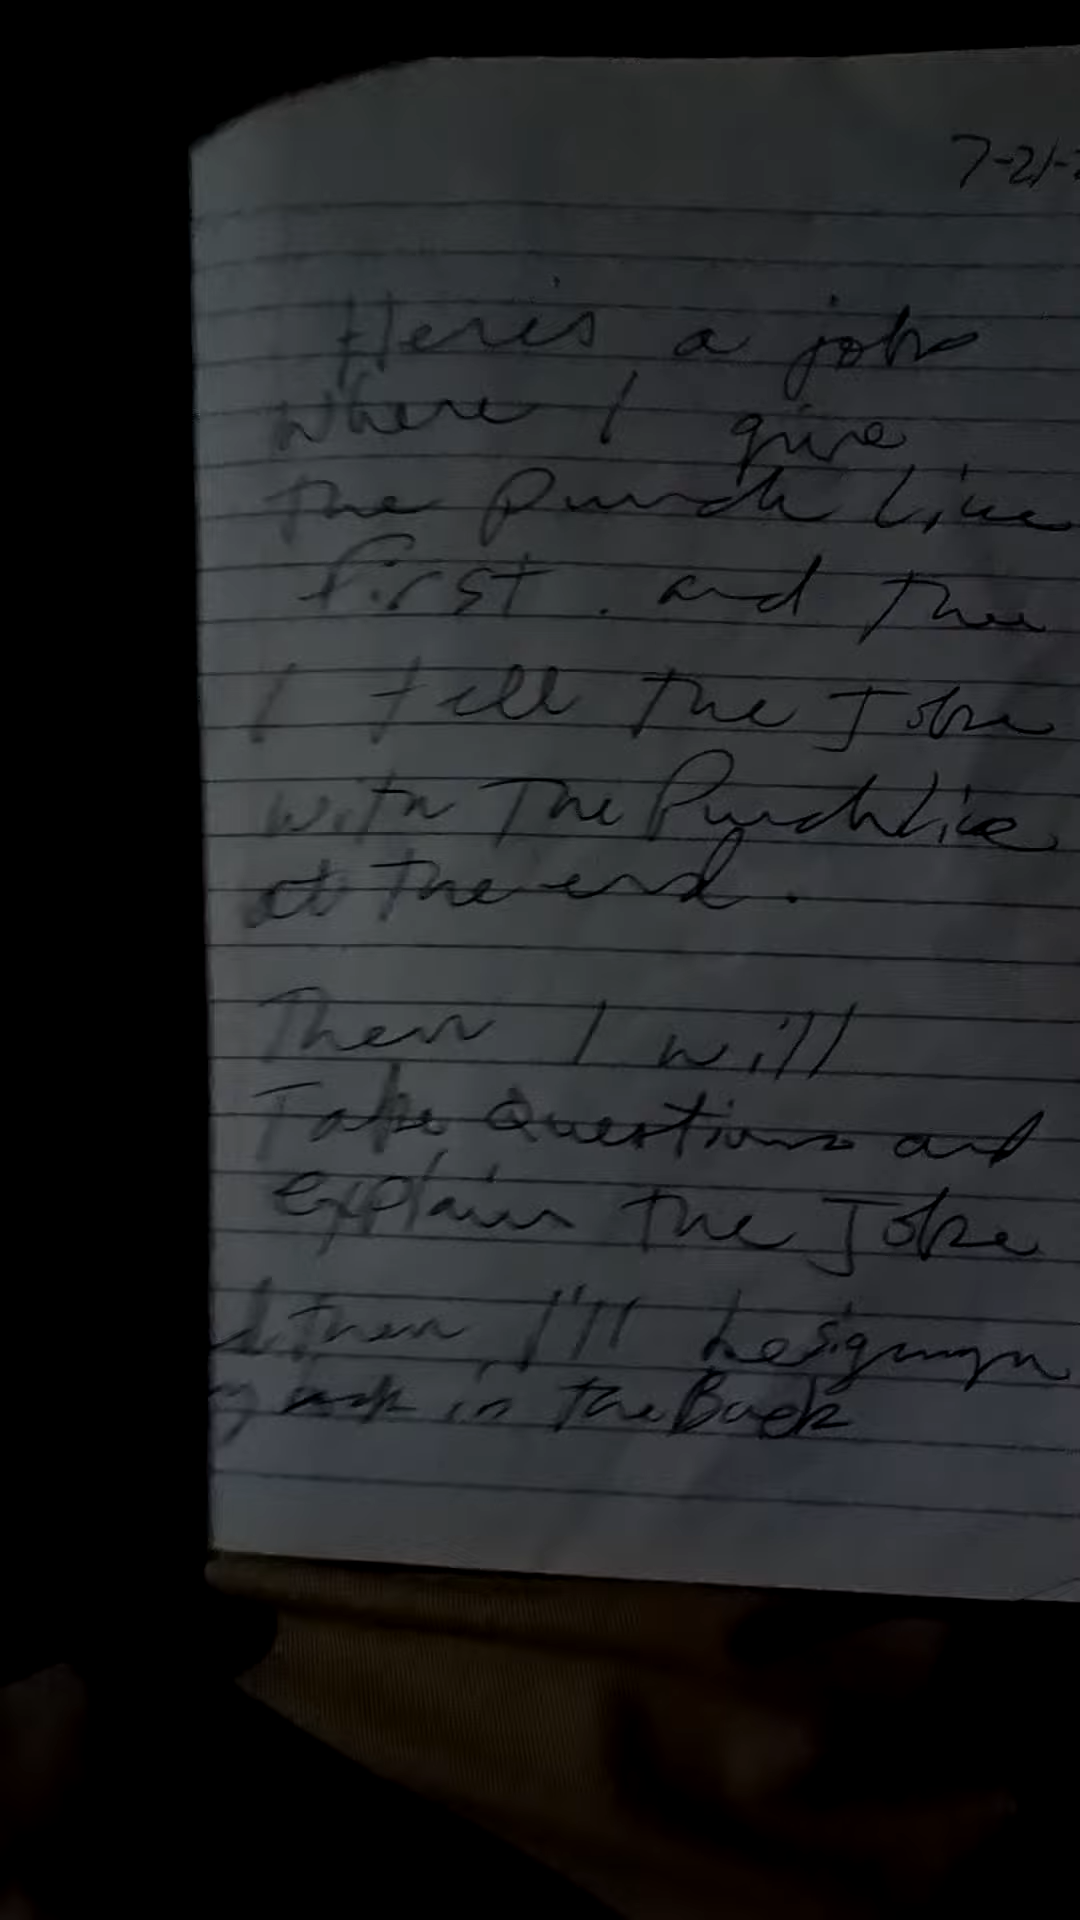 7-21-
Here's a joke
where I give
the punch line
first. and then
I tell the Joke
with The Punchline
at the end.
Then I will
Take Questions and
explain the Joke
then I'll be signing
in the Back